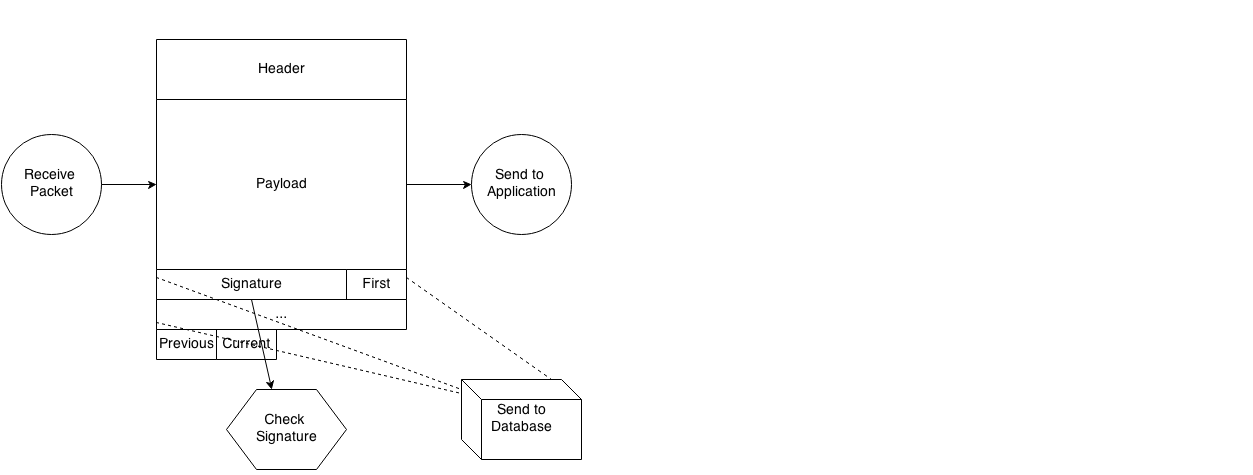 Header
Receive
Packet
Payload
Send to
Application
Signature
First
...
Previous
Current
Check
Signature
Send to
Database